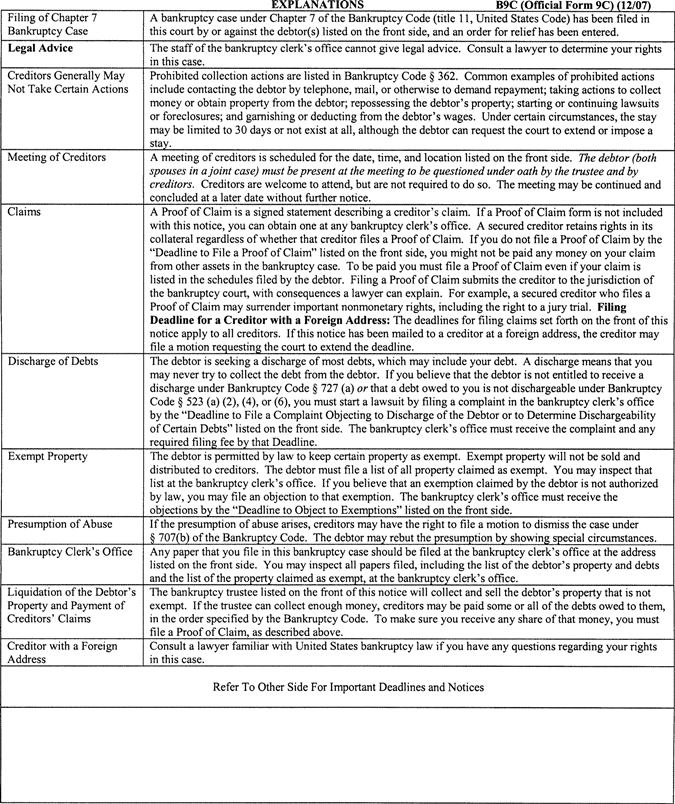 EXPLANATIONS B9C (Official Form 9C) (12/07)
Filing of Chapter 7
Bankruptcy Case
A bankruptcy case under Chapter 7 of the Bankruptcy Code (title 11, United States Code) has been filed in
this court by or against the debtor(s) listed on the front side, and an order for relief has been entered.
Legal Advice
The staff of the bankruptcy clerk's office cannot give legal advice. Consult a lawyer to determine your rights
in this case.
Creditors Generally May
Not Take Certain Actions
Prohibited collection actions are listed in Bankruptcy Code § 362. Common examples of prohibited actions
include contacting the debtor by telephone, mail, or otherwise to demand repayment; taking actions to collect
money or obtain property from the debtor; repossessing the debtor's property; starting or continuing lawsuits
or foreclosures; and garnishing or deducting from the debtor's wages. Under certain circumstances, the stay
may be limited to 30 days or not exist at all, although the debtor can request the court to extend or impose a
stay.
Meeting of Creditors
A meeting of creditors is scheduled for the date, time, and location listed on the front side. The debtor (both
spouses in a joint case) must be present at the meeting to be questioned under oath by the trustee and by
creditors. Creditors are welcome to attend, but are not required to do so. The meeting may be continued and
concluded at a later date without further notice.
Claims
A Proof of Claim is a signed statement describing a creditor's claim. If a Proof of Claim form is not included
with this notice, you can obtain one at any bankruptcy clerk's office. A secured creditor retains rights in its
collateral regardless of whether that creditor files a Proof of Claim. If you do not file a Proof of Claim by the
"Deadline to File a Proof of Claim" listed on the front side, you might not be paid any money on your claim
from other assets in the bankruptcy case. To be paid you must file a Proof of Claim even if your claim is
listed in the schedules filed by the debtor. Filing a Proof of Claim submits the creditor to the jurisdiction of
the bankruptcy court, with consequences a lawyer can explain. For example, a secured creditor who files a
Proof of Claim may surrender important nonmonetary rights, including the right to a jury trial. Filing
Deadline for a Creditor with a Foreign Address: The deadlines for filing claims set forth on the front of this
notice apply to all creditors. If this notice has been mailed to a creditor at a foreign address, the creditor may
file a motion requesting the court to extend the deadline.
Discharge of Debts
The debtor is seeking a discharge of most debts, which may include your debt. A discharge means that you
may never try to collect the debt from the debtor. If you believe that the debtor is not entitled to receive a
discharge under Bankruptcy Code § 727 (a) or that a debt owed to you is not dischargeable under Bankruptcy
Code § 523 (a) (2), (4), or (6), you must start a lawsuit by filing a complaint in the bankruptcy clerk's office
by the "Deadline to File a Complaint Objecting to Discharge of the Debtor or to Determine Dischargeability
of Certain Debts" listed on the front side. The bankruptcy clerk's office must receive the complaint and any
required filing fee by that Deadline.
Exempt Property
The debtor is permitted by law to keep certain property as exempt. Exempt property will not be sold and
distributed to creditors. The debtor must file a list of all property claimed as exempt. You may inspect that
list at the bankruptcy clerk's office. If you believe that an exemption claimed by the debtor is not authorized
by law, you may file an objection to that exemption. The bankruptcy clerk's office must receive the
objections by the "Deadline to Object to Exemptions" listed on the front side.
Presumption of Abuse
If the presumption of abuse arises, creditors may have the right to file a motion to dismiss the case under
§ 707(b) of the Bankruptcy Code. The debtor may rebut the presumption by showing special circumstances.
Bankruptcy Clerk's Office
Any paper that you file in this bankruptcy case should be filed at the bankruptcy clerk's office at the address
listed on the front side. You may inspect all papers filed, including the list of the debtor's property and debts
and the list of the property claimed as exempt, at the bankruptcy clerk's office.
Liquidation of the Debtor's
Property and Payment of
Creditors' Claims
The bankruptcy trustee listed on the front of this notice will collect and sell the debtor's property that is not
exempt. If the trustee can collect enough money, creditors may be paid some or all of the debts owed to them,
in the order specified by the Bankruptcy Code. To make sure you receive any share of that money, you must
file a Proof of Claim, as described above.
Creditor with a Foreign
Address
Consult a lawyer familiar with United States bankruptcy law if you have any questions regarding your rights
in this case.
Refer To Other Side For Important Deadlines and Notices